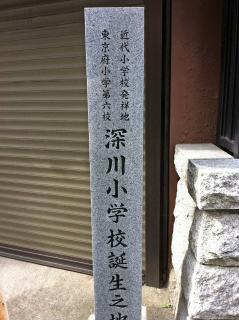 近代小学校発祥地
東京府小学第六校
深川小学校誕生之地